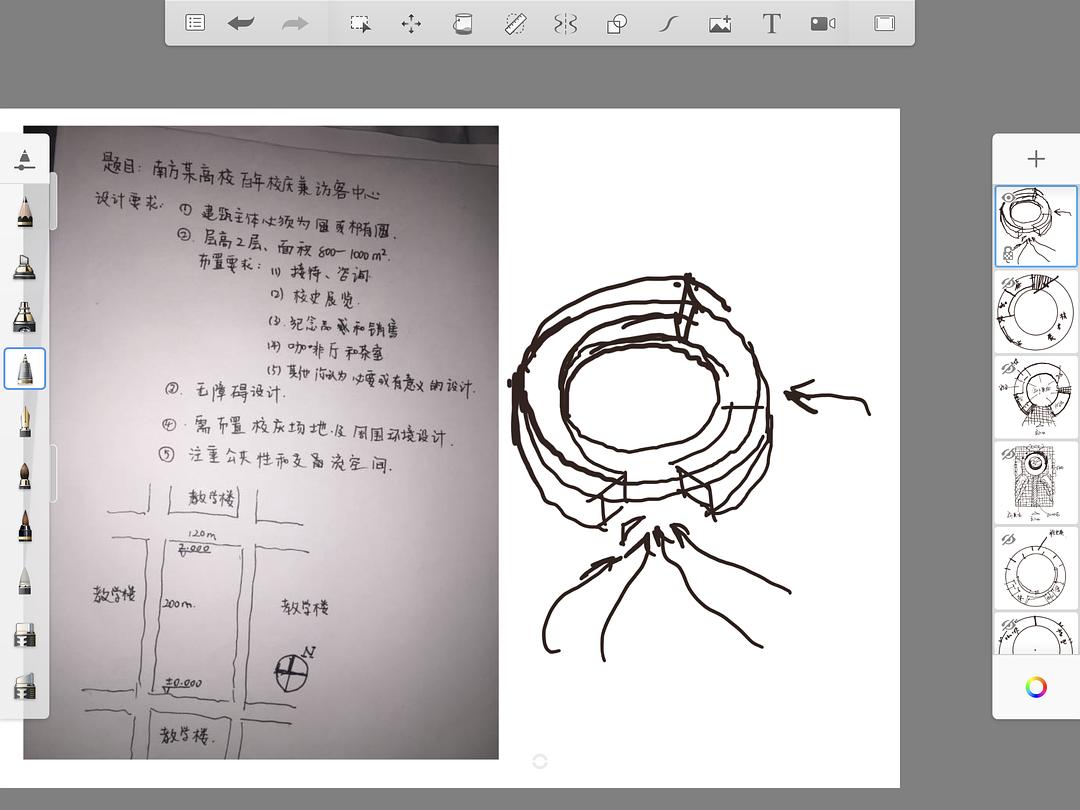 题目: 南方某高校百年校庆兼访客中心
设计要求: ① 建筑主体必须为圆或椭圆.
②. 层高2层、面积 800—1000m².
布置要求: (1) 接待、咨询
(2) 校史展览.
(3). 纪念品 和销售
(4) 咖啡厅和茶室
(5) 其他你认为必要或有意义的设计.
③. 无障碍设计.
④. 需布置校庆场地及周围环境设计.
⑤ 注重公共性和交流空间.
教学楼
120m
2.000
教学楼
200m.
教学楼
N
±0.000
教学楼.
T